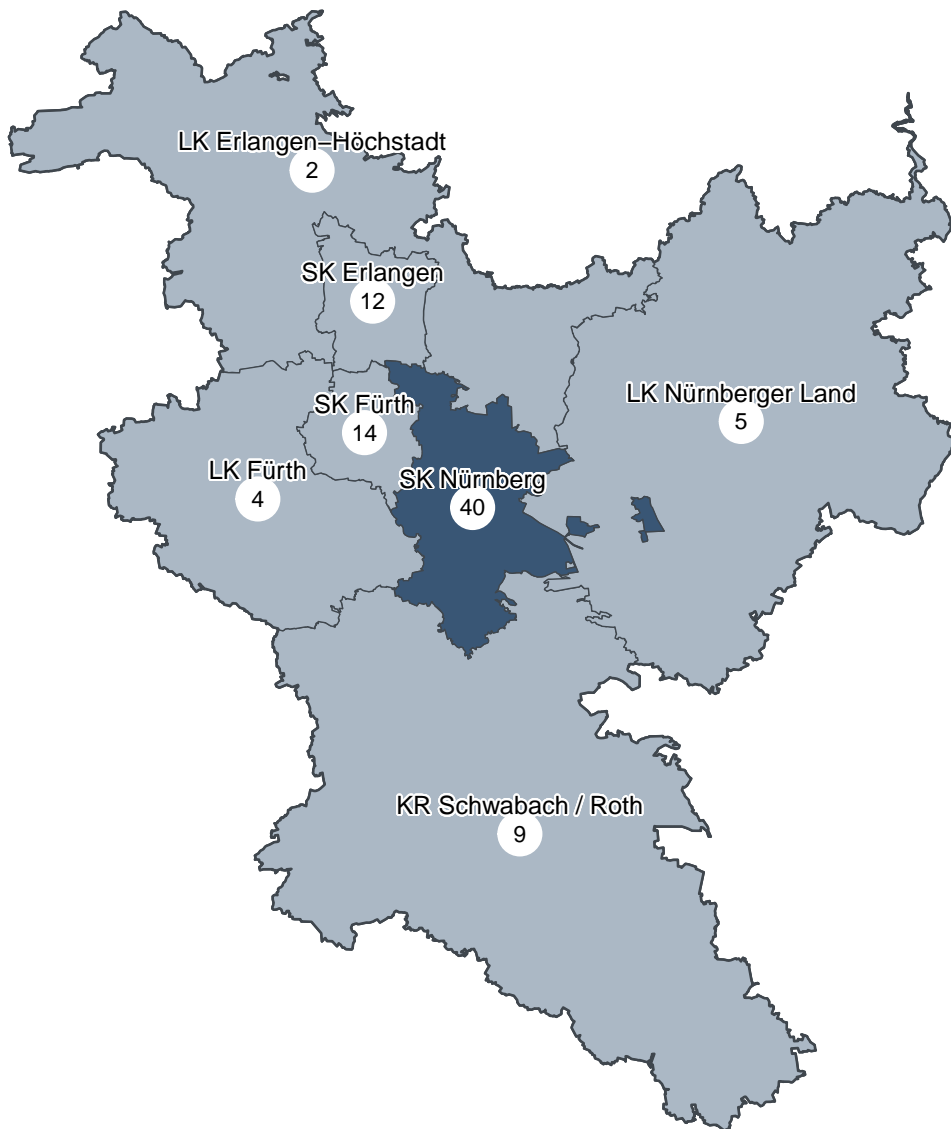 LK Erlangen–Höchstadt
2
SK Erlangen
12
LK Nürnberger Land
5
SK Fürth
14
LK Fürth
4
SK Nürnberg
40
KR Schwabach / Roth
9